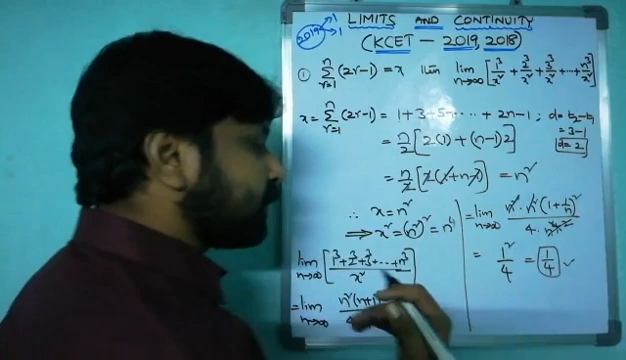 LIMITS AND CONTINUITY
2019 → 1
→ 1
(KCET — 2019, 2018)
① ∑ⁿᵣ₌₁ (2r−1) = x lim n→∞ [1³/x² + 2³/x² + 3³/x² + ... + n³/x²]
x = ∑ⁿᵣ₌₁ (2r−1) = 1+3+5+ ... + 2n−1 ; d = t₂−t₁
= 3−1
d = 2
= n/2 [2(1) + (n−1)2]
= n/2 [2(1+n−1)] = n²
∴ x = n²
⟹ x² = (n²)² = n⁴
lim n→∞ [1³+2³+3³+...+n³ / x²]
= lim n→∞ n²(n+1)
= lim n→∞ n²·n²(1+1/n)² / 4·n⁴
= 1²/4 = 1/4 ✓